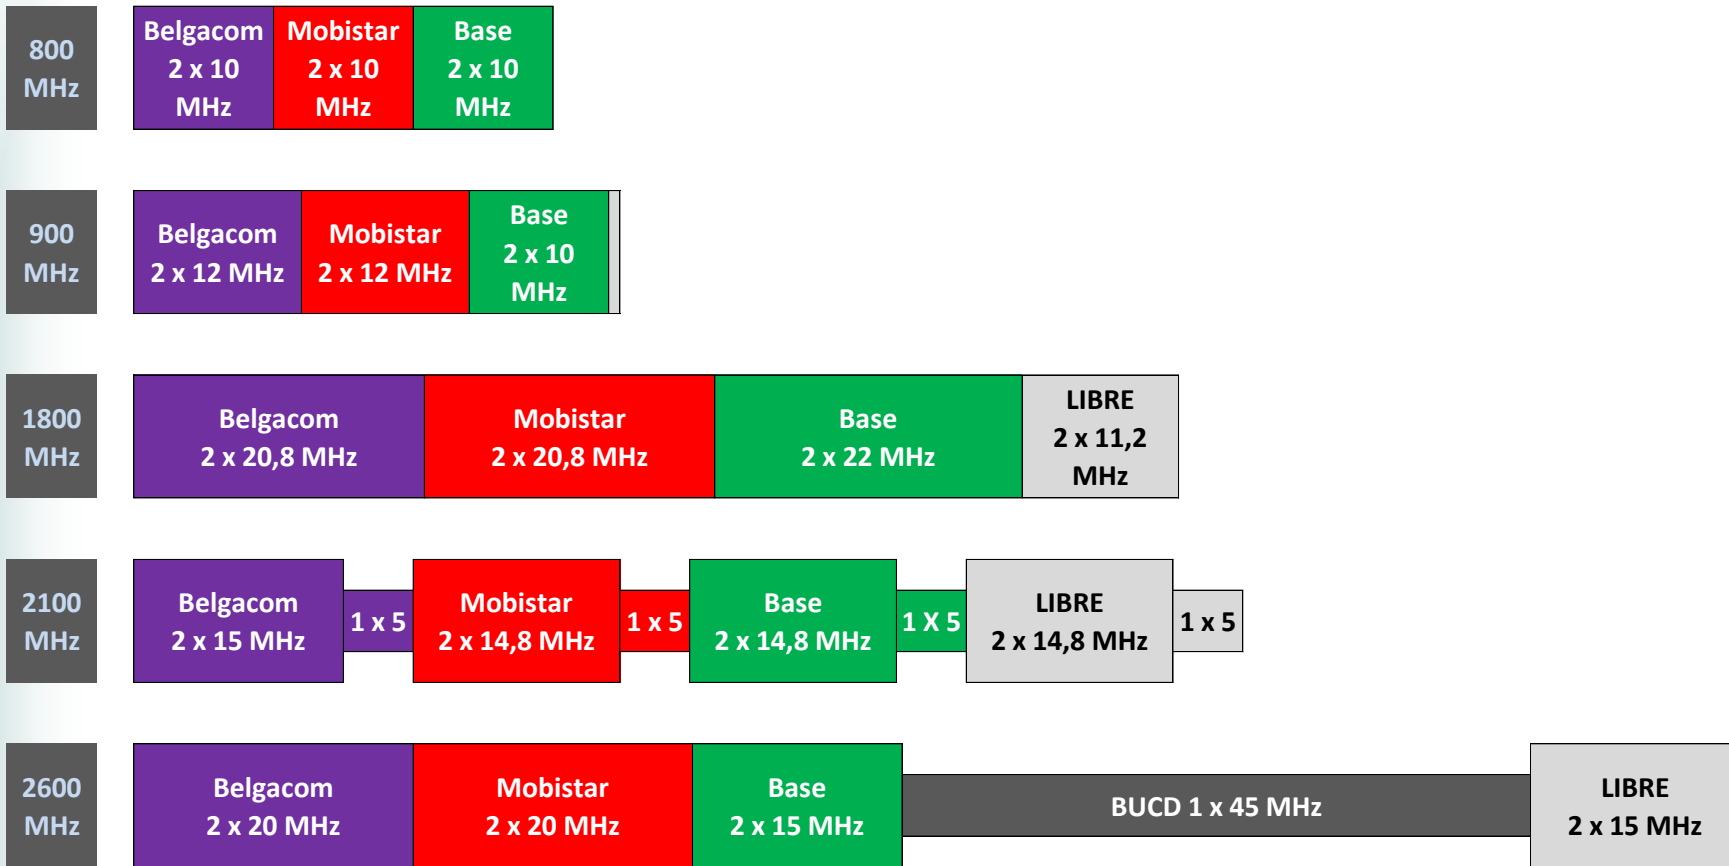 800
MHz
Belgacom
2 x 10
MHz
Mobistar
2 x 10
MHz
Base
2 x 10
MHz
900
MHz
Belgacom
2 x 12 MHz
Mobistar
2 x 12 MHz
Base
2 x 10
MHz
1800
MHz
Belgacom
2 x 20,8 MHz
Mobistar
2 x 20,8 MHz
Base
2 x 22 MHz
LIBRE
2 x 11,2
MHz
2100
MHz
Belgacom
2 x 15 MHz
1 x 5
Mobistar
2 x 14,8 MHz
1 x 5
Base
2 x 14,8 MHz
1 X 5
LIBRE
2 x 14,8 MHz
1 x 5
2600
MHz
Belgacom
2 x 20 MHz
Mobistar
2 x 20 MHz
Base
2 x 15 MHz
BUCD 1 x 45 MHz
LIBRE
2 x 15 MHz